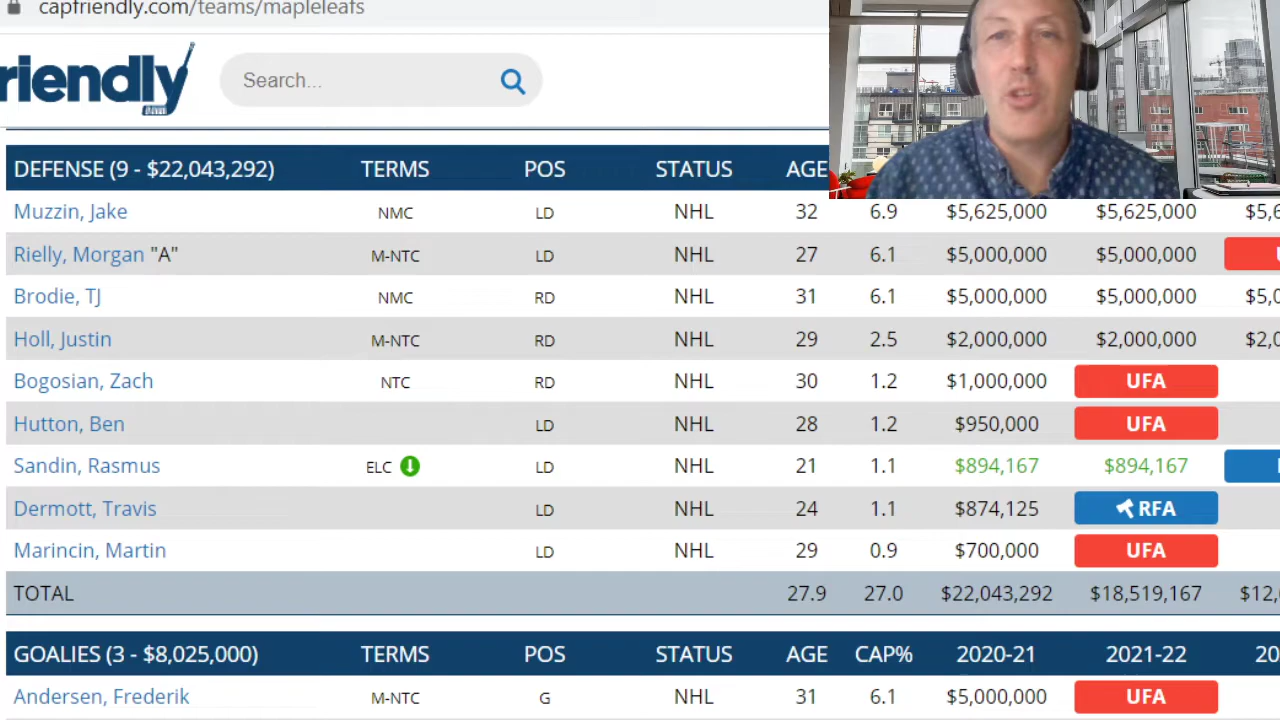 capfriendly.com/teams/mapleleafs
riendly
Search...
DEFENSE (9 - $22,043,292) TERMS POS STATUS AGE
Muzzin, Jake NMC LD NHL 32 6.9 $5,625,000 $5,625,000 $5,6
Rielly, Morgan "A" M-NTC LD NHL 27 6.1 $5,000,000 $5,000,000
Brodie, TJ NMC RD NHL 31 6.1 $5,000,000 $5,000,000 $5,0
Holl, Justin M-NTC RD NHL 29 2.5 $2,000,000 $2,000,000 $2,0
Bogosian, Zach NTC RD NHL 30 1.2 $1,000,000 UFA
Hutton, Ben LD NHL 28 1.2 $950,000 UFA
Sandin, Rasmus ELC LD NHL 21 1.1 $894,167 $894,167
Dermott, Travis LD NHL 24 1.1 $874,125 RFA
Marincin, Martin LD NHL 29 0.9 $700,000 UFA
TOTAL 27.9 27.0 $22,043,292 $18,519,167 $12,
GOALIES (3 - $8,025,000) TERMS POS STATUS AGE CAP% 2020-21 2021-22 20
Andersen, Frederik M-NTC G NHL 31 6.1 $5,000,000 UFA